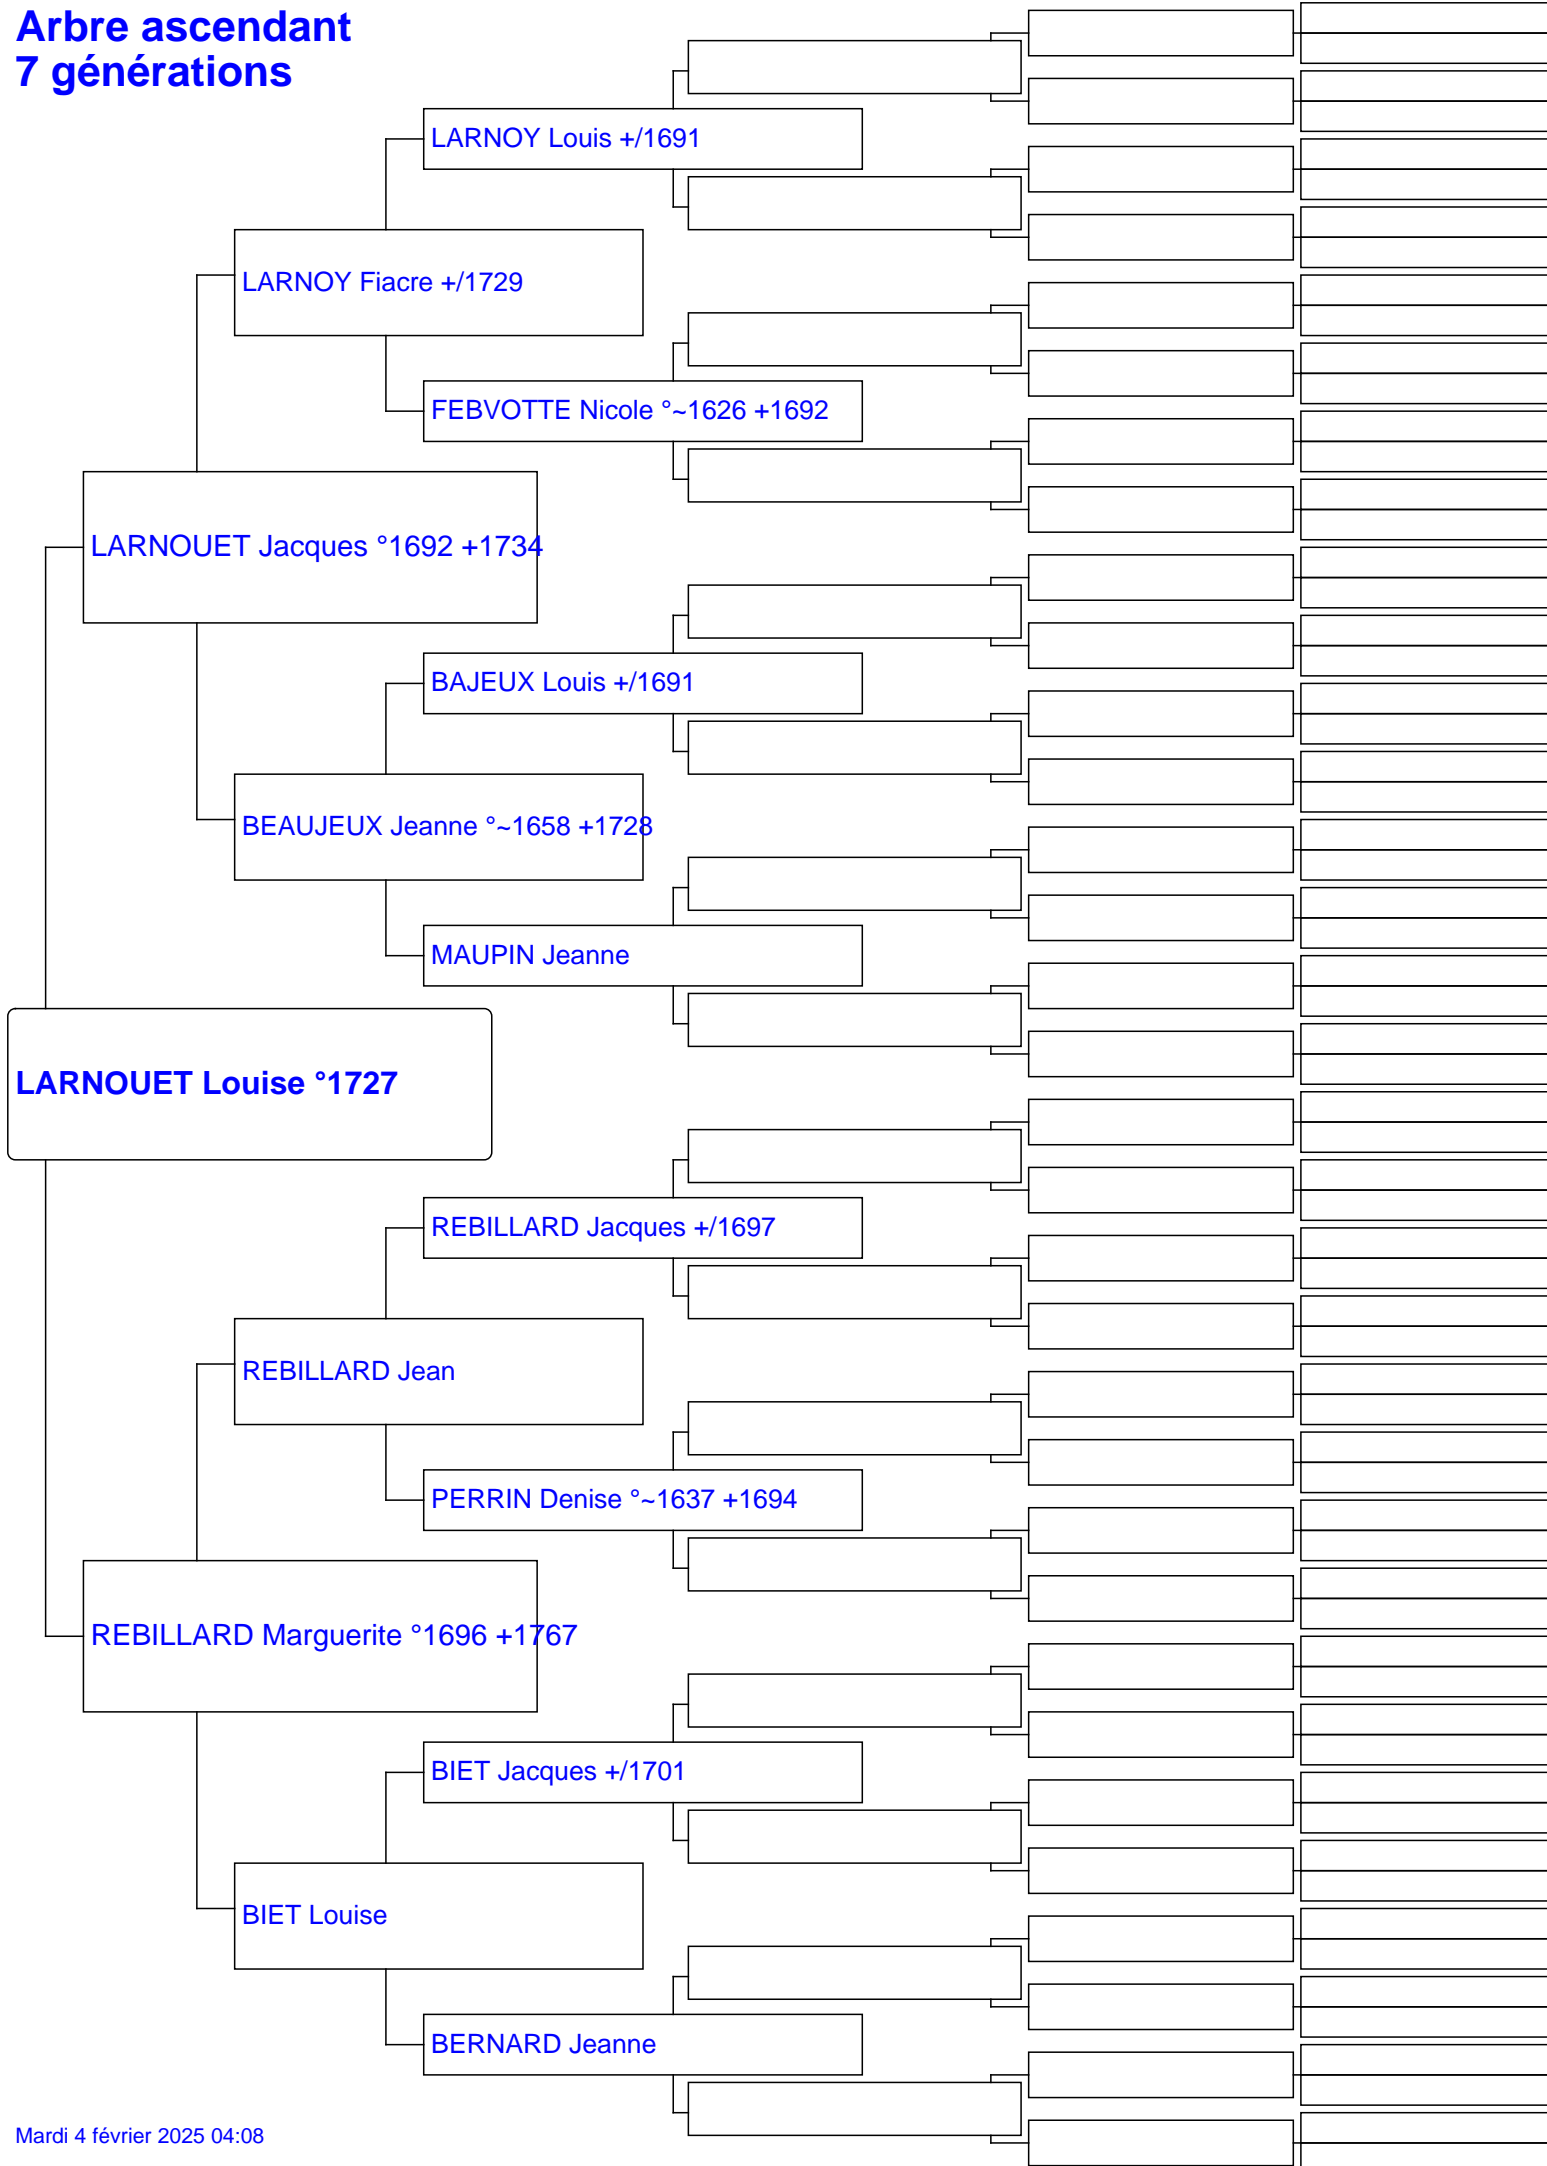 Arbre ascendant
7 générations
LARNOY Louis +/1691
LARNOY Fiacre +/1729
FEBVOTTE Nicole °~1626 +1692
LARNOUET Jacques °1692 +1734
BAJEUX Louis +/1691
BEAUJEUX Jeanne °~1658 +1728
MAUPIN Jeanne
LARNOUET Louise °1727
REBILLARD Jacques +/1697
REBILLARD Jean
PERRIN Denise °~1637 +1694
REBILLARD Marguerite °1696 +1767
BIET Jacques +/1701
BIET Louise
BERNARD Jeanne
Mardi 4 février 2025 04:08